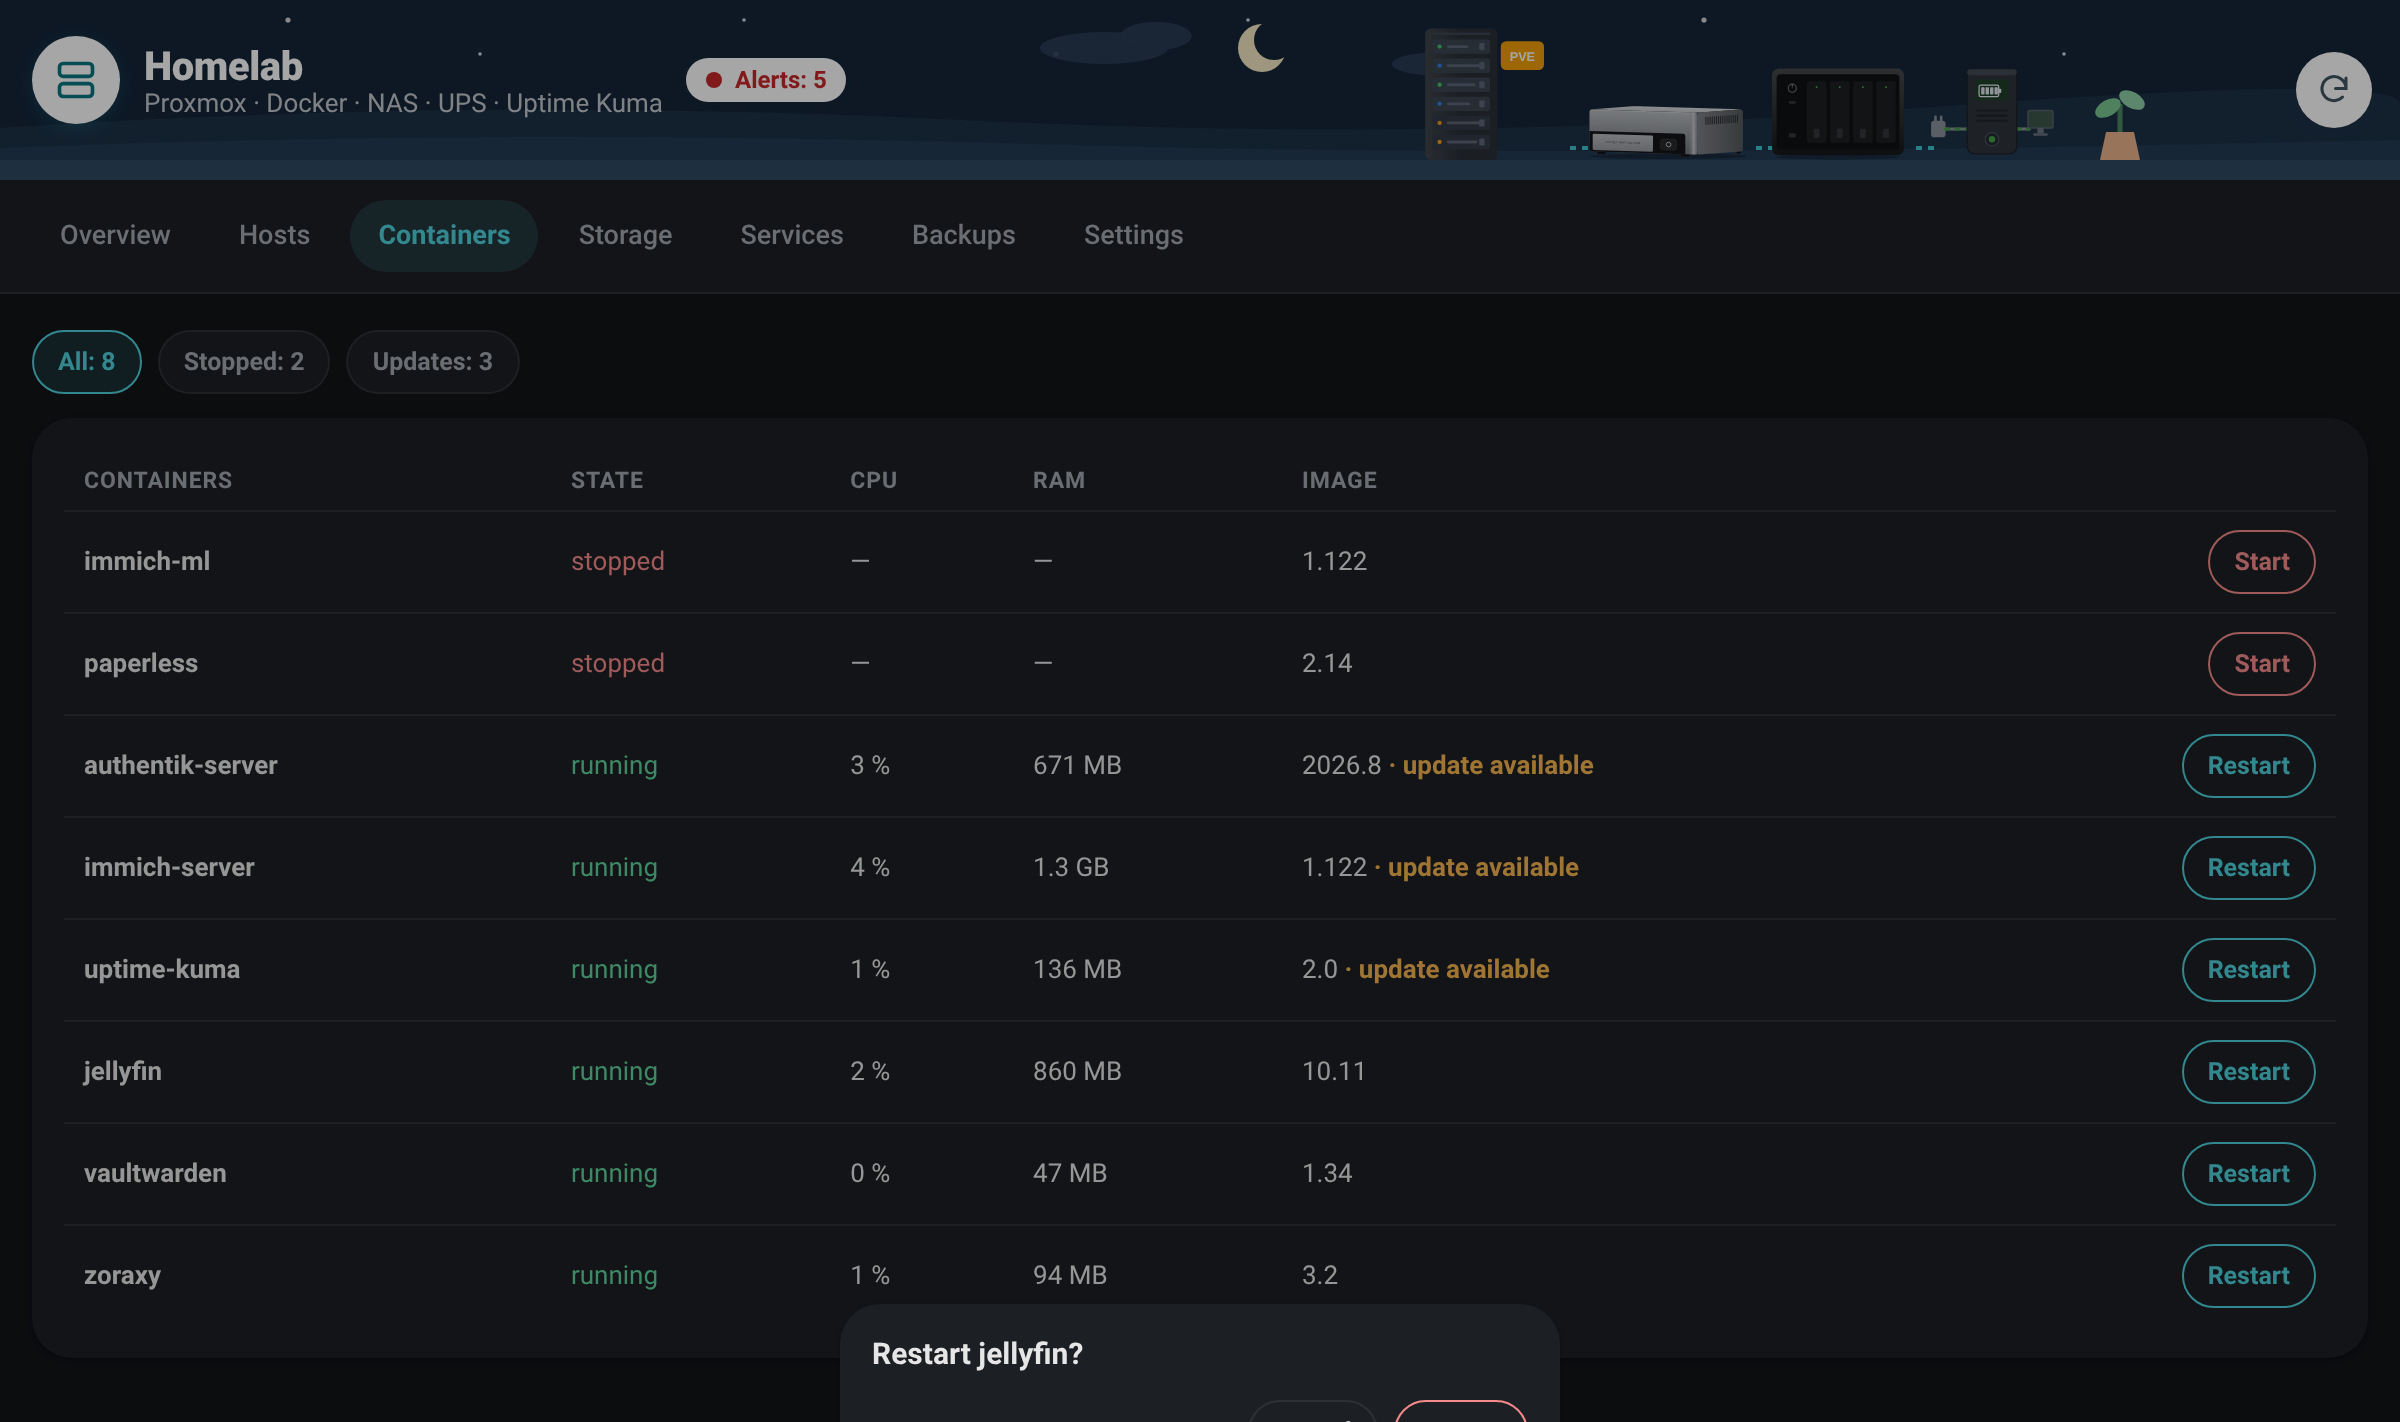 Homelab
Proxmox · Docker · NAS · UPS · Uptime Kuma
Alerts: 5
PVE
Overview Hosts Containers Storage Services Backups Settings
All: 8 Stopped: 2 Updates: 3
CONTAINERS STATE CPU RAM IMAGE
immich-ml stopped — — 1.122 Start
paperless stopped — — 2.14 Start
authentik-server running 3 % 671 MB 2026.8 · update available Restart
immich-server running 4 % 1.3 GB 1.122 · update available Restart
uptime-kuma running 1 % 136 MB 2.0 · update available Restart
jellyfin running 2 % 860 MB 10.11 Restart
vaultwarden running 0 % 47 MB 1.34 Restart
zoraxy running 1 % 94 MB 3.2 Restart
Restart jellyfin?